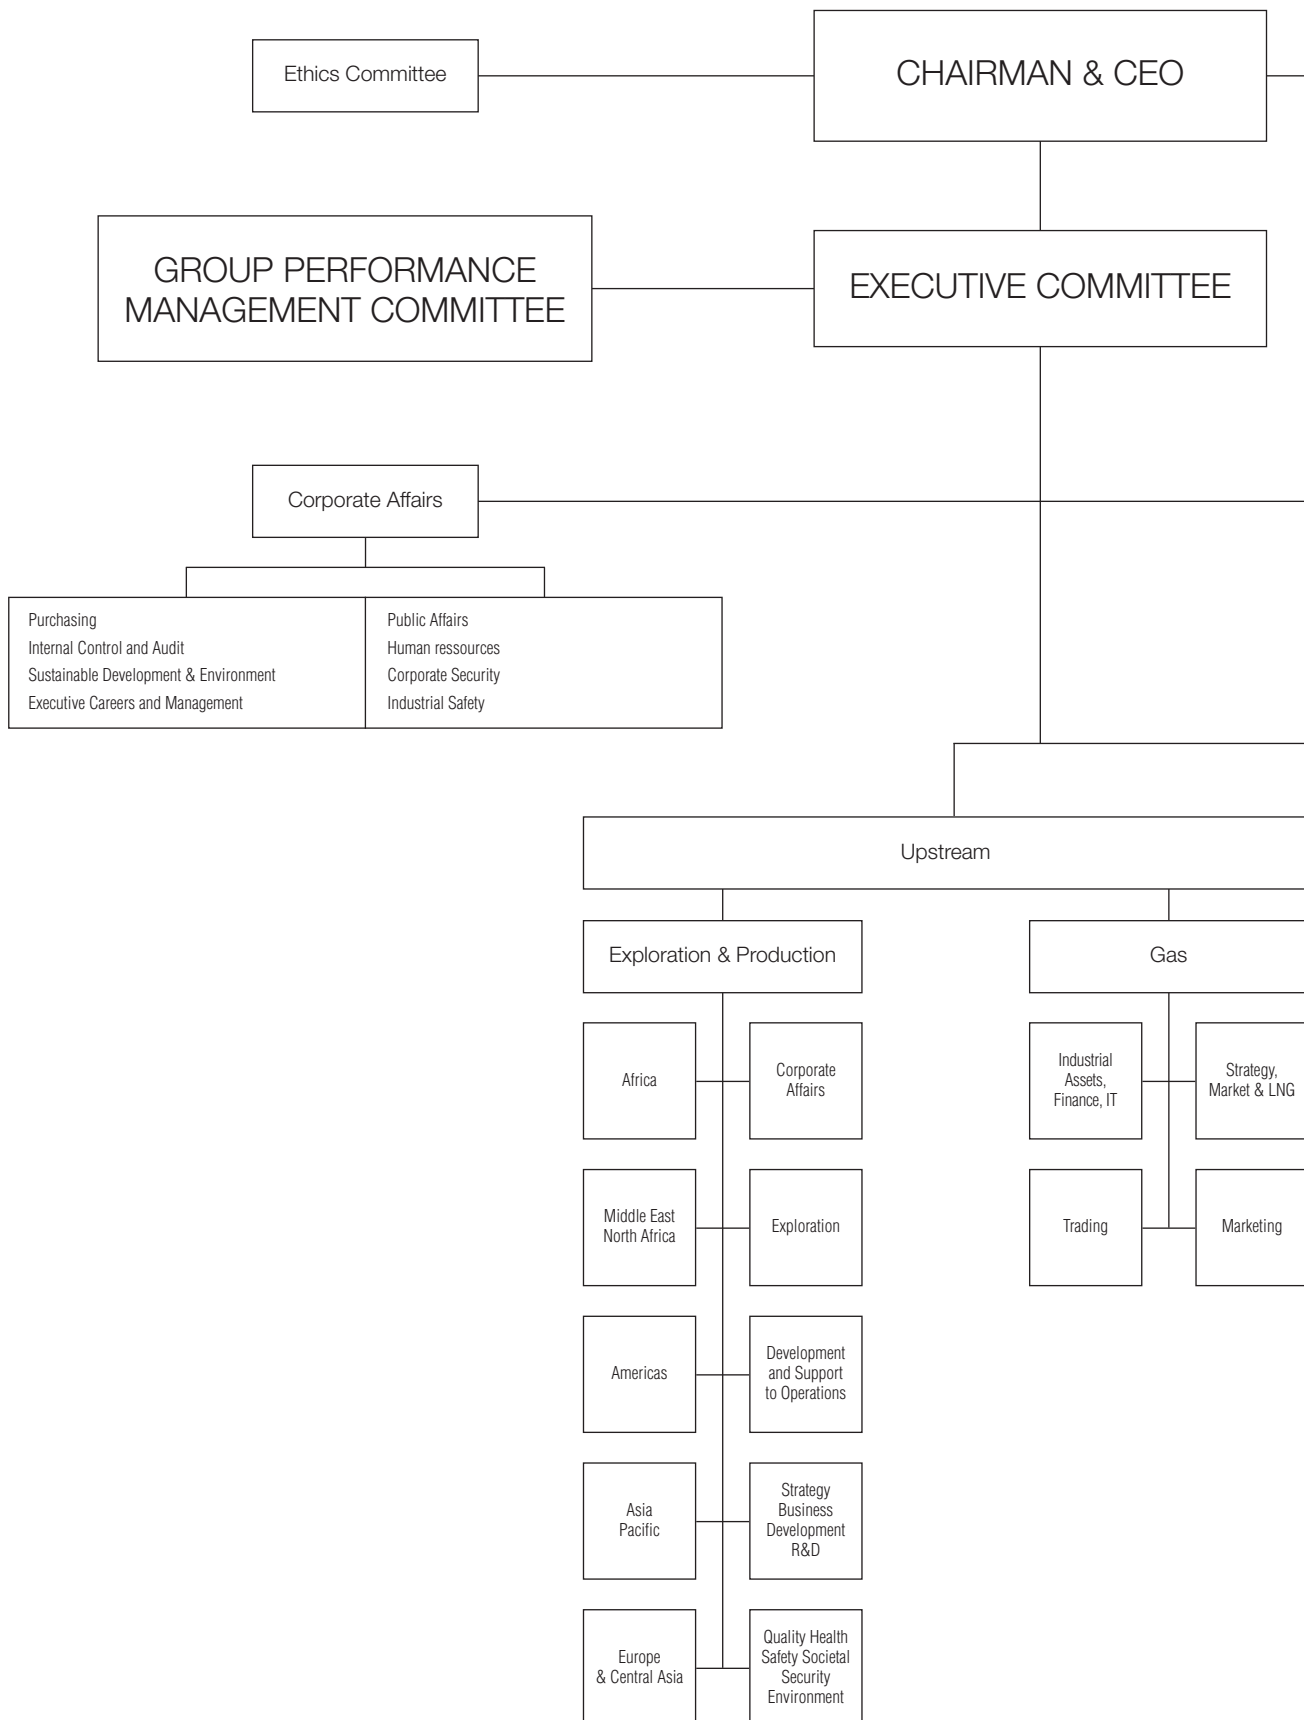 Ethics Committee
CHAIRMAN & CEO
GROUP PERFORMANCE
MANAGEMENT COMMITTEE
EXECUTIVE COMMITTEE
Corporate Affairs
Purchasing
Internal Control and Audit
Sustainable Development & Environment
Executive Careers and Management
Public Affairs
Human ressources
Corporate Security
Industrial Safety
Upstream
Exploration & Production
Gas
Africa
Corporate
Affairs
Industrial
Assets,
Finance, IT
Strategy,
Market & LNG
Middle East
North Africa
Exploration
Trading
Marketing
Americas
Development
and Support
to Operations
Asia
Pacific
Strategy
Business
Development
R&D
Europe
& Central Asia
Quality Health
Safety Societal
Security
Environment